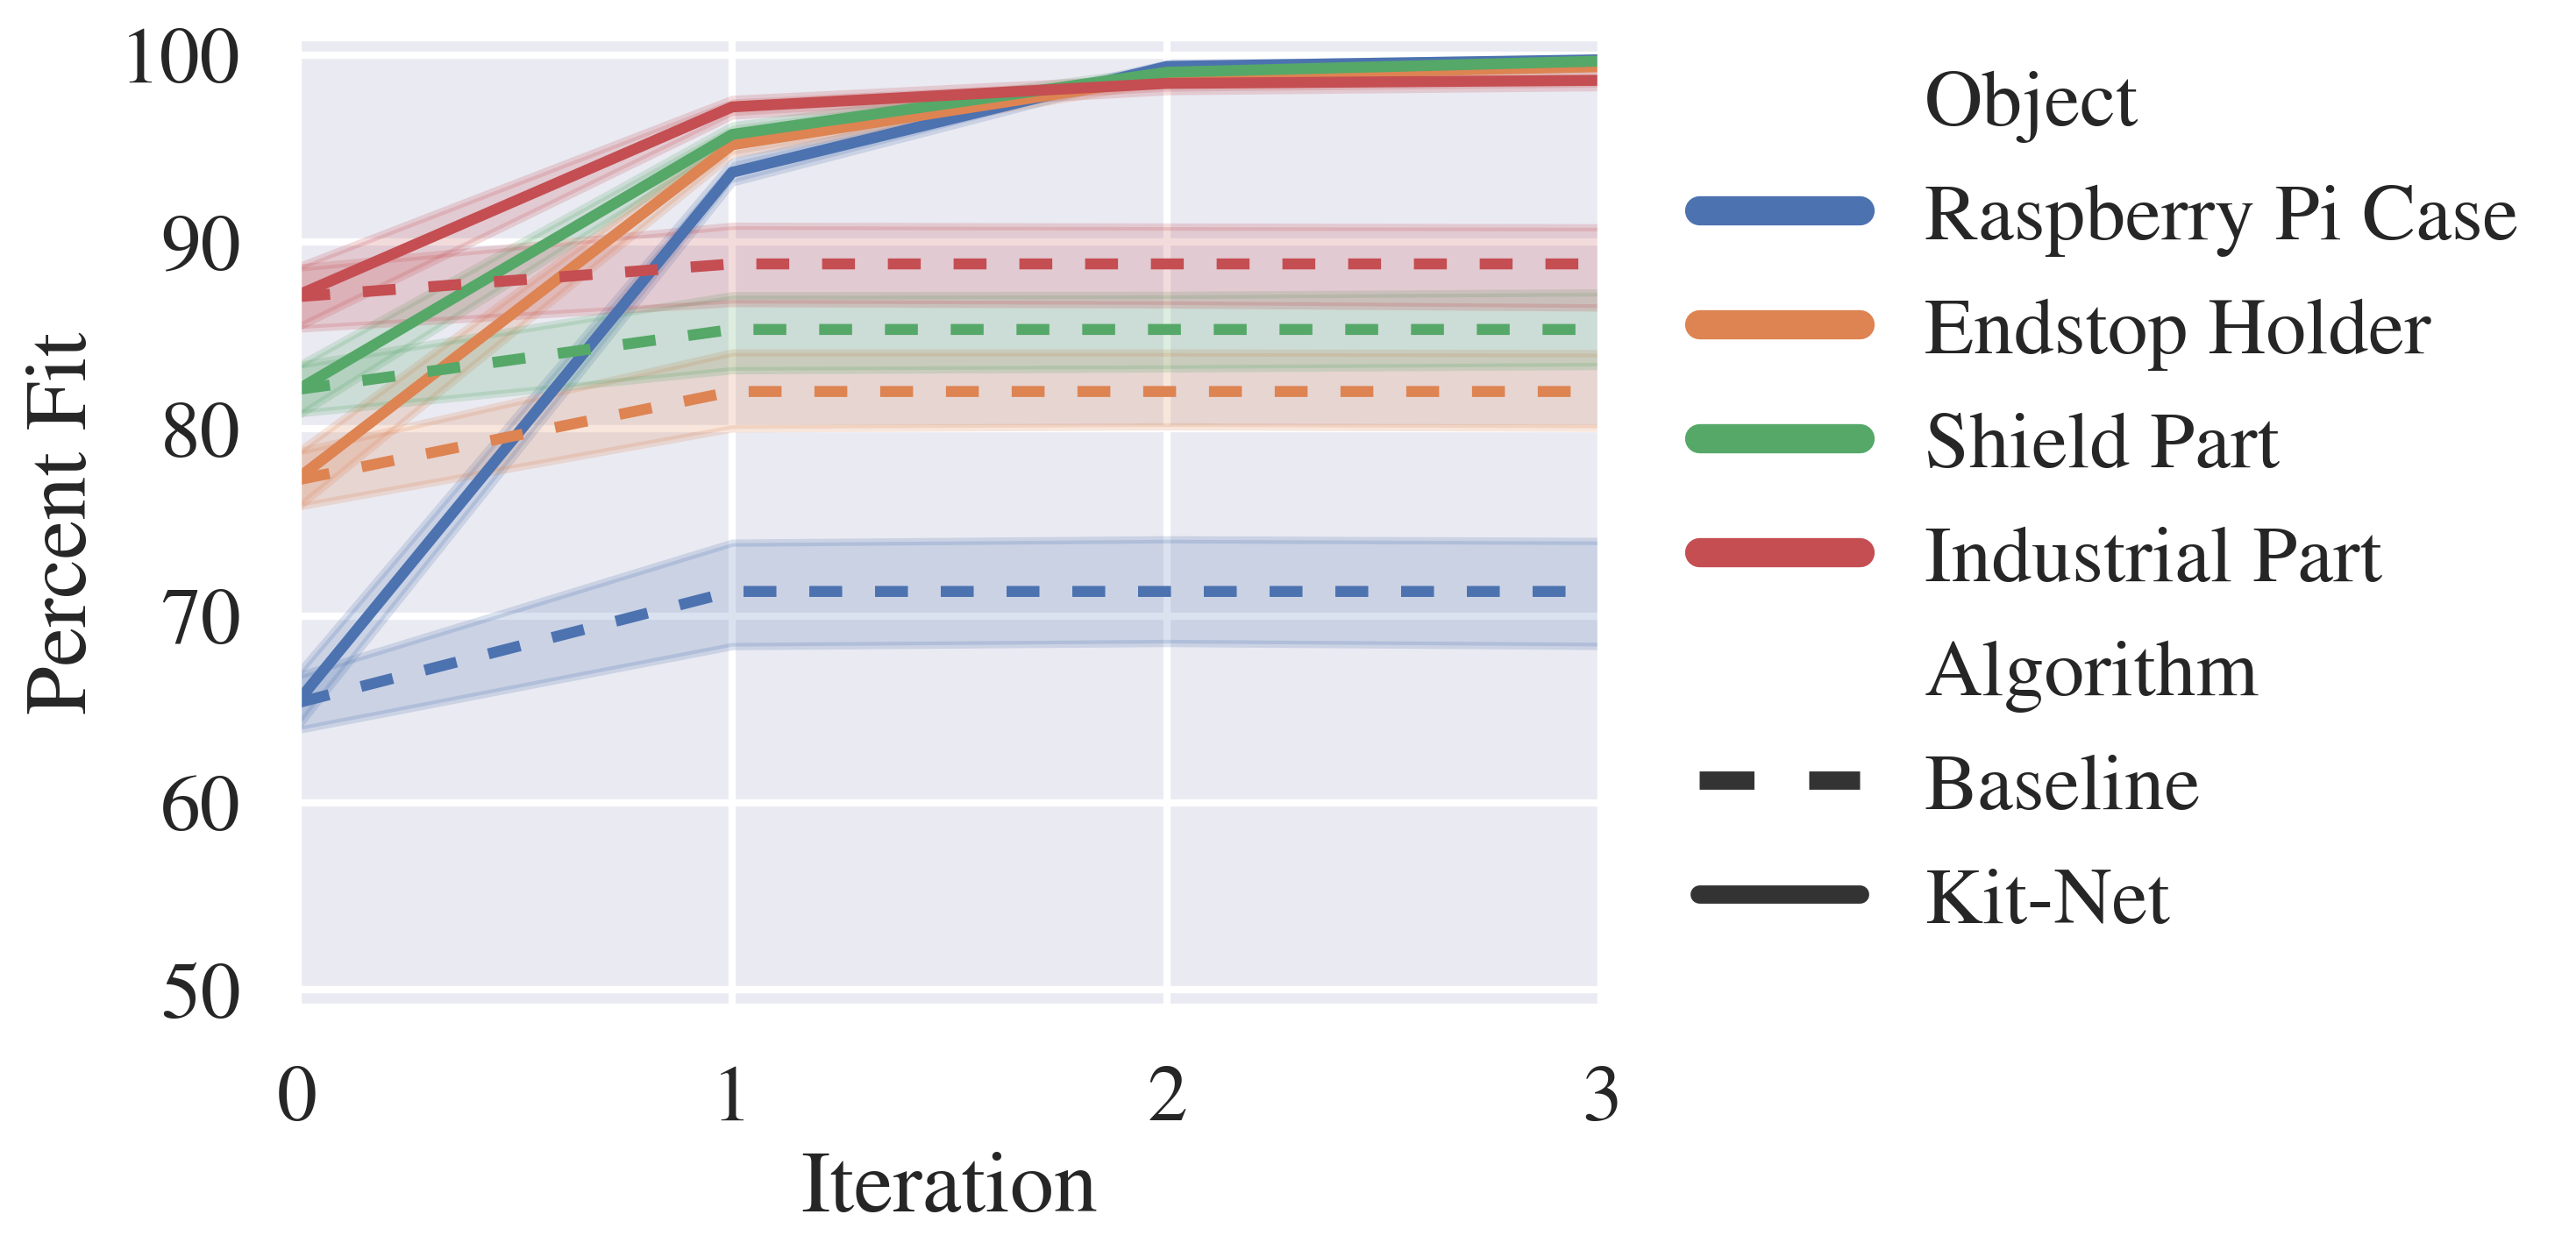 100
90
80
70
60
50
Percent Fit
0 1 2 3
Iteration
Object
Raspberry Pi Case
Endstop Holder
Shield Part
Industrial Part
Algorithm
Baseline
Kit-Net